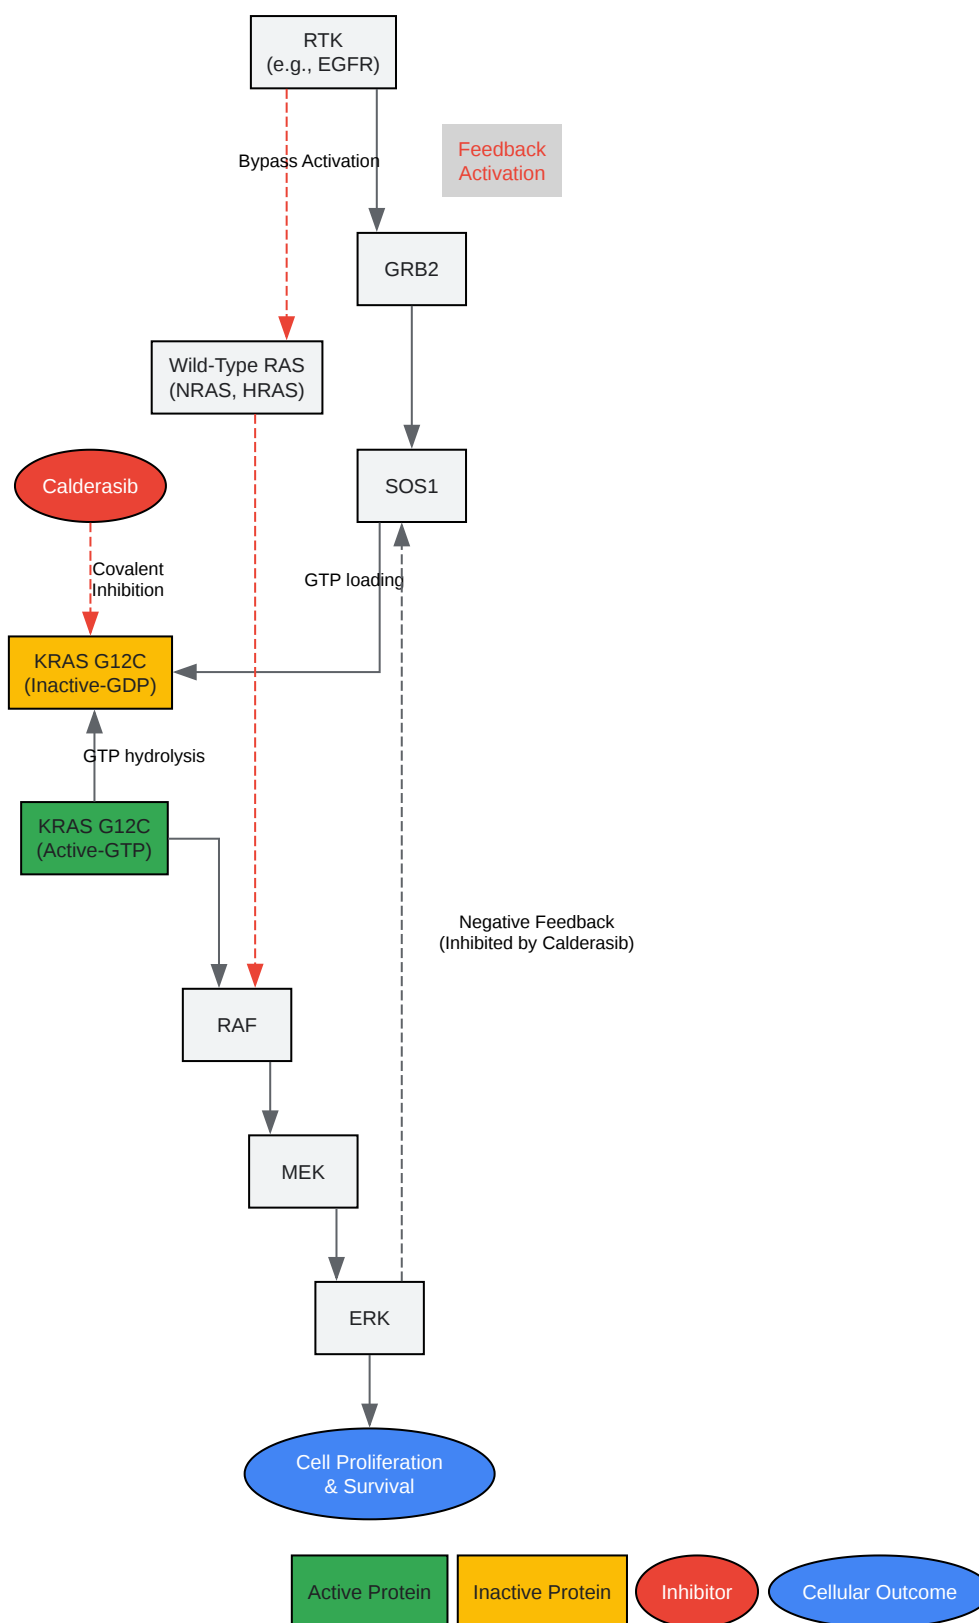 RTK
(e.g., EGFR)
Bypass Activation
Feedback
Activation
GRB2
Wild-Type RAS
(NRAS, HRAS)
Calderasib
SOS1
Covalent
Inhibition
GTP loading
KRAS G12C
(Inactive-GDP)
GTP hydrolysis
KRAS G12C
(Active-GTP)
Negative Feedback
(Inhibited by Calderasib)
RAF
MEK
ERK
Cell Proliferation
& Survival
Active Protein
Inactive Protein
Inhibitor
Cellular Outcome